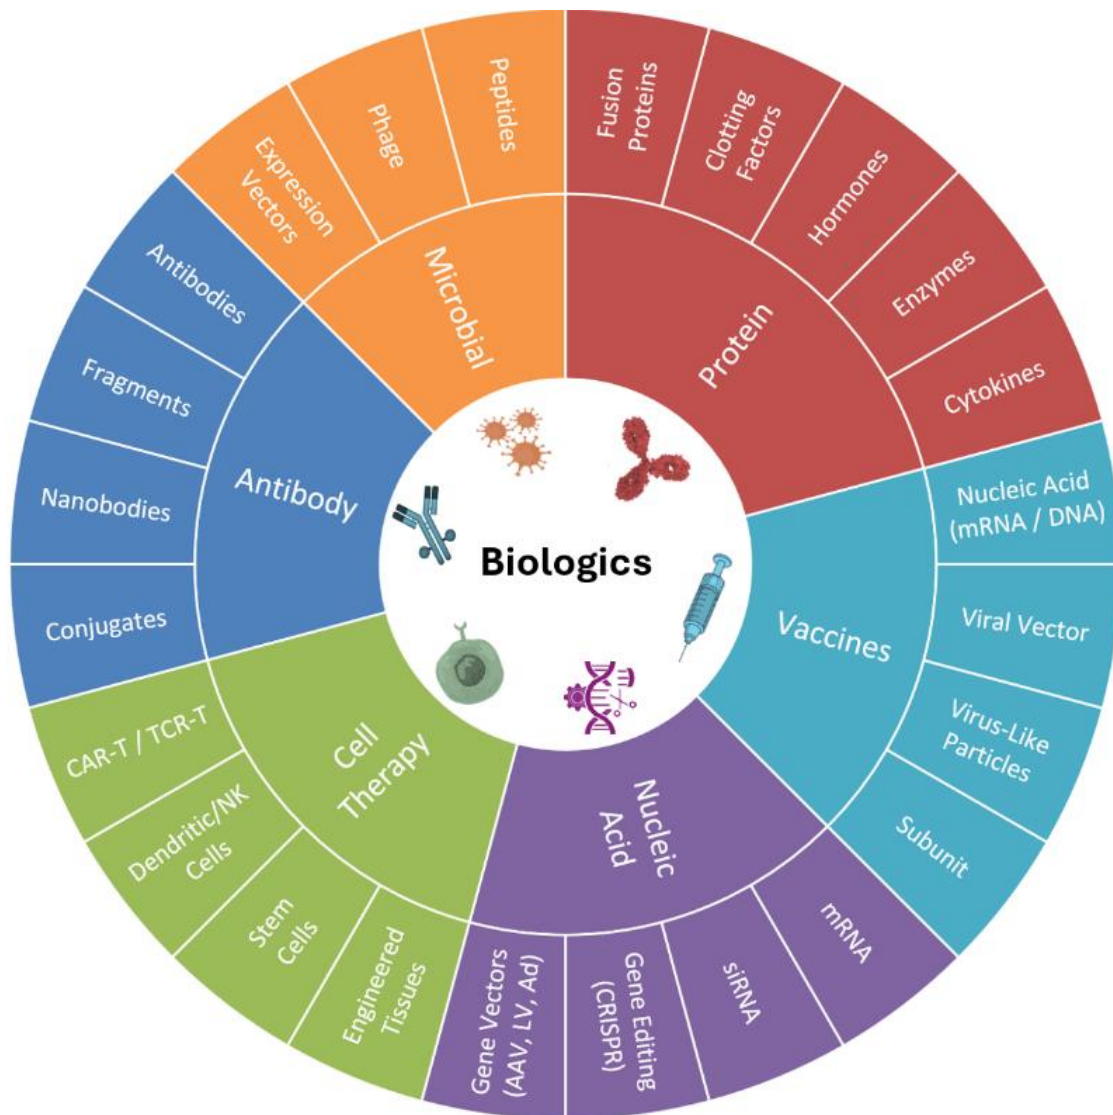 Biologics
Protein
Fusion
Proteins
Clotting
Factors
Hormones
Enzymes
Cytokines
Vaccines
Nucleic Acid
(mRNA / DNA)
Viral Vector
Virus-Like
Particles
Subunit
Nucleic
Acid
mRNA
siRNA
Gene Editing
(CRISPR)
Gene Vectors
(AAV, LV, Ad)
Cell
Therapy
Engineered
Tissues
Stem
Cells
Dendritic/NK
Cells
CAR-T / TCR-T
Antibody
Conjugates
Nanobodies
Fragments
Antibodies
Microbial
Expression
Vectors
Phage
Peptides